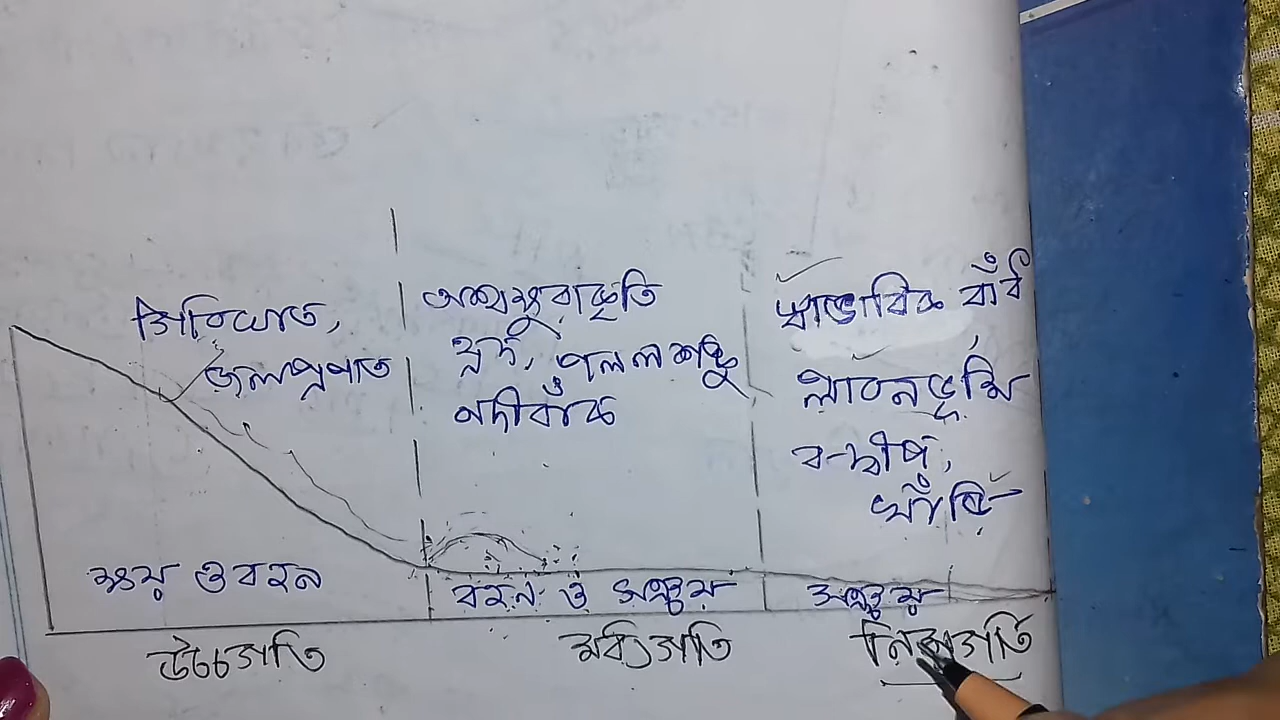 গিরিখাত,
জলপ্রপাত
অশ্বক্ষুরাকৃতি
হ্রদ, পললশঙ্কু
নদীবাঁক
স্বাভাবিক বাঁধ
প্লাবনভূমি
ব-দ্বীপ,
খাঁড়ি
ক্ষয় ও বহন
বহন ও সঞ্চয়
সঞ্চয়
উচ্চগতি
মধ্যগতি
নিম্নগতি